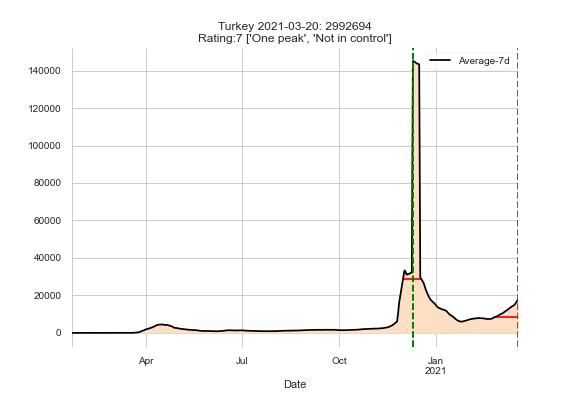 Turkey 2021-03-20: 2992694
Rating:7 ['One peak', 'Not in control']
Average-7d
140000
120000
100000
80000
60000
40000
20000
0
Apr
Jul
Oct
Jan
2021
Date